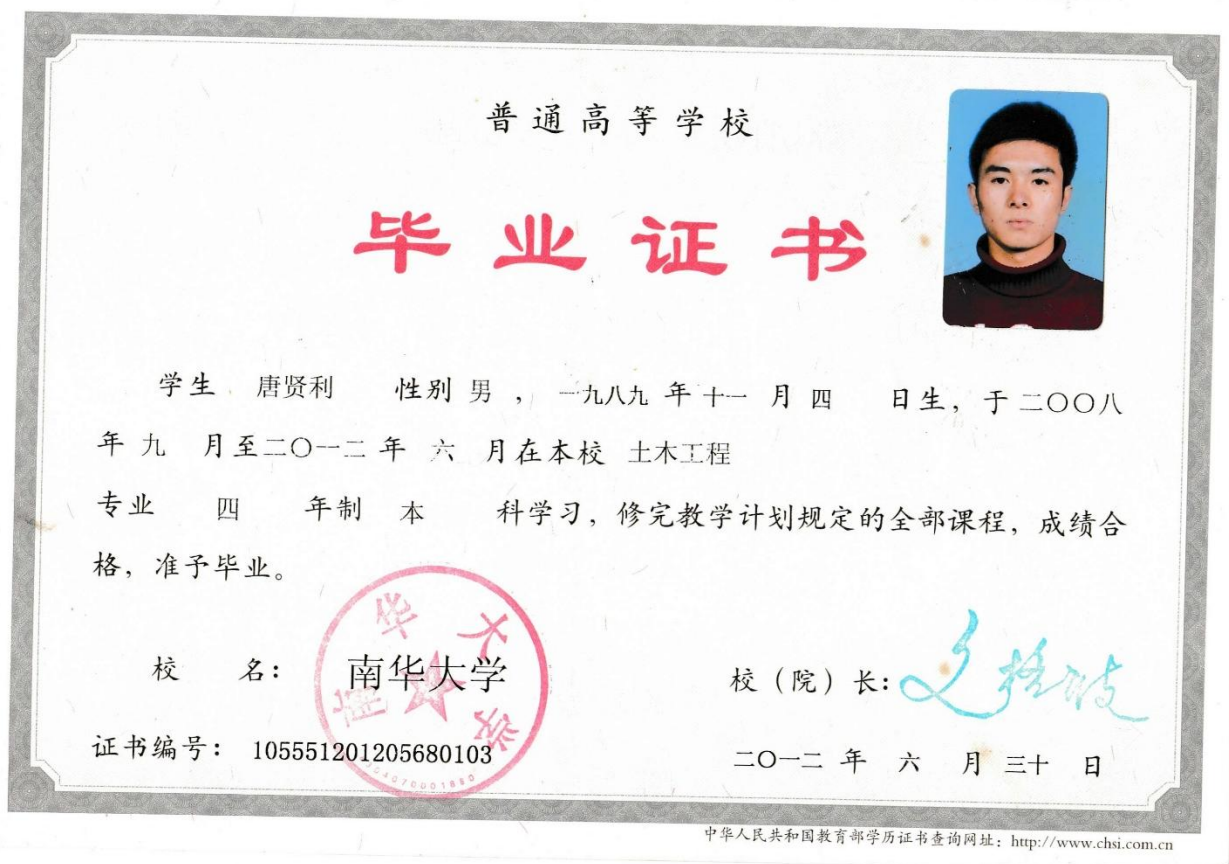 普通高等学校
毕业证书
学生 唐贤利 性别 男 ， 一九八九 年 十一 月 四 日生，于 二〇〇八
年 九 月至二〇一二 年 六 月在本校 土木工程
专业 四 年制 本 科学习，修完教学计划规定的全部课程，成绩合
格，准予毕业。
南华大学
校 名： 南华大学
校（院）长：
证书编号： 105551201205680103
二〇一二 年 六 月 三十 日
中华人民共和国教育部学历证书查询网址：http://www.chsi.com.cn